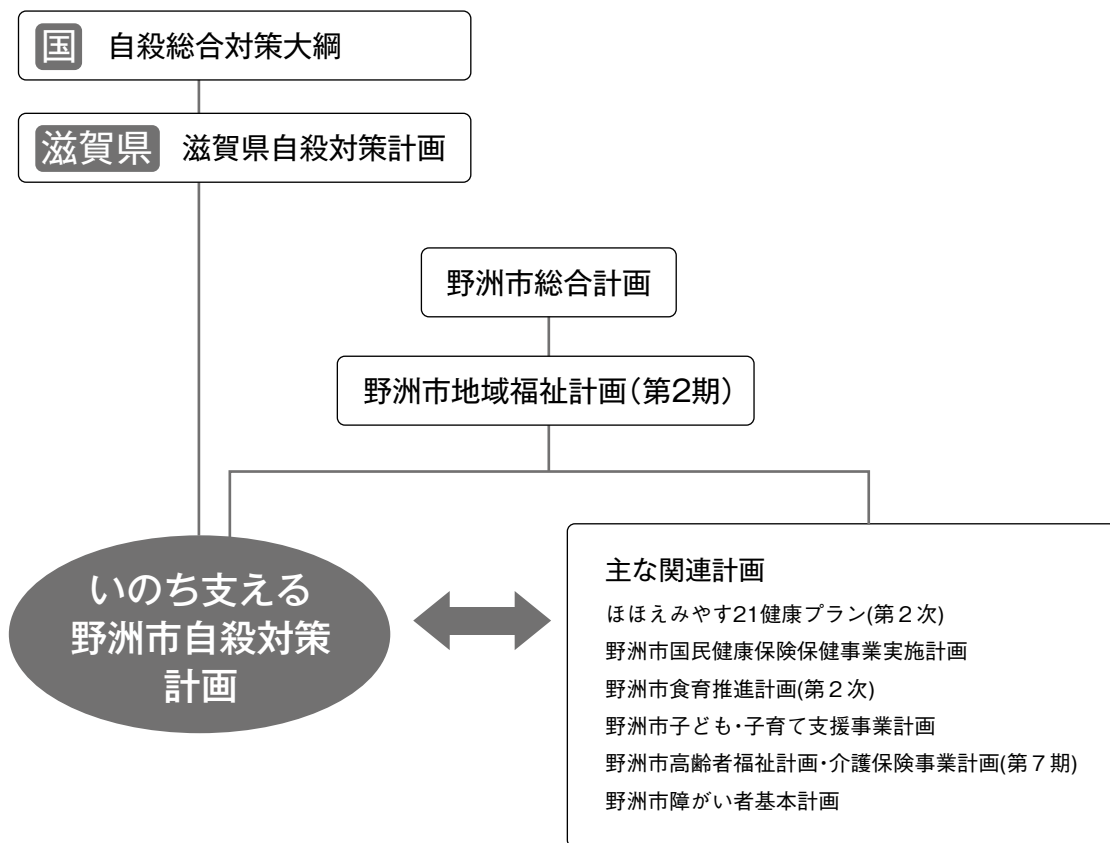 国 自殺総合対策大綱
滋賀県 滋賀県自殺対策計画
野洲市総合計画
野洲市地域福祉計画（第2期）
いのち支える
野洲市自殺対策
計画
主な関連計画
ほほえみやす21健康プラン(第２次)
野洲市国民健康保険保健事業実施計画
野洲市食育推進計画(第２次)
野洲市子ども・子育て支援事業計画
野洲市高齢者福祉計画・介護保険事業計画(第７期)
野洲市障がい者基本計画